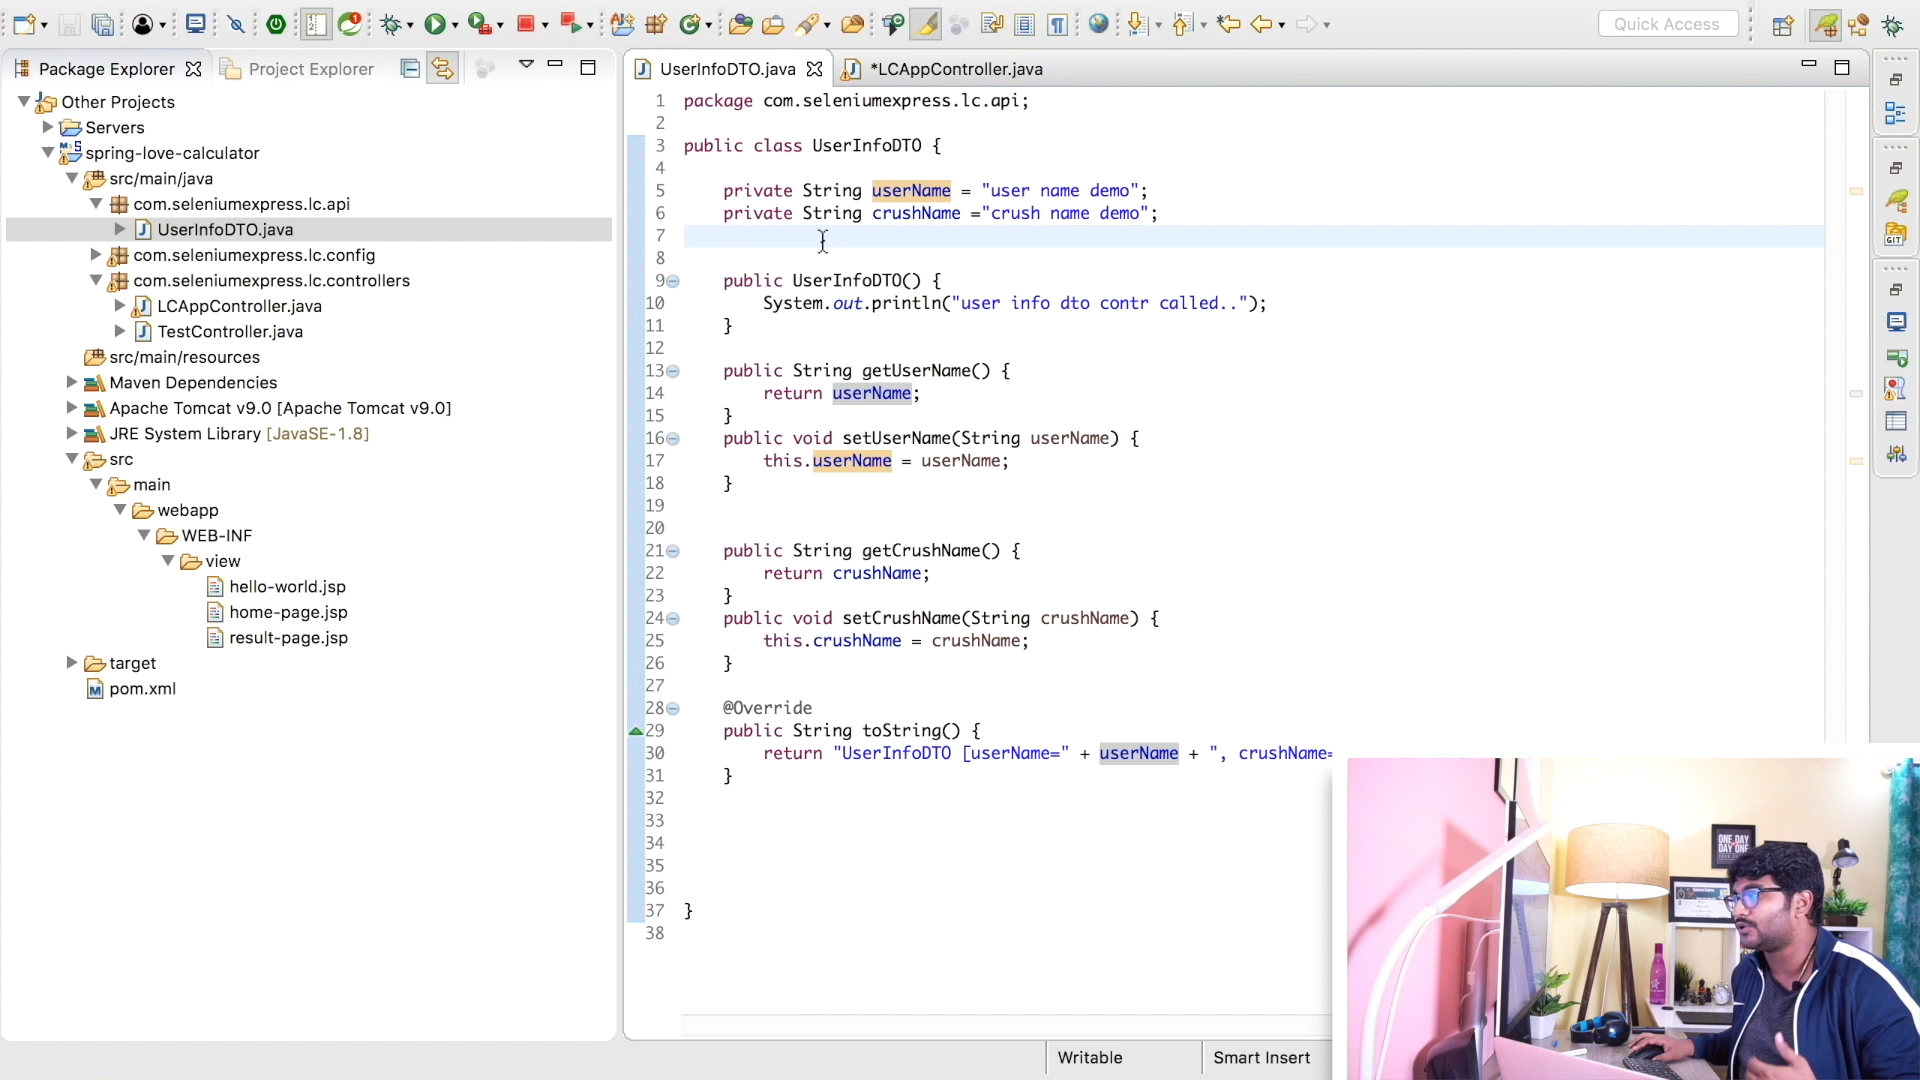 Quick Access
Package Explorer
Project Explorer
UserInfoDTO.java
*LCAppController.java
Other Projects
Servers
spring-love-calculator
src/main/java
com.seleniumexpress.lc.api
UserInfoDTO.java
com.seleniumexpress.lc.config
com.seleniumexpress.lc.controllers
LCAppController.java
TestController.java
src/main/resources
Maven Dependencies
Apache Tomcat v9.0 [Apache Tomcat v9.0]
JRE System Library [JavaSE-1.8]
src
main
webapp
WEB-INF
view
hello-world.jsp
home-page.jsp
result-page.jsp
target
pom.xml
1 package com.seleniumexpress.lc.api;
2
3 public class UserInfoDTO {
4
5 private String userName = "user name demo";
6 private String crushName ="crush name demo";
7
8
9 public UserInfoDTO() {
10 System.out.println("user info dto contr called..");
11 }
12
13 public String getUserName() {
14 return userName;
15 }
16 public void setUserName(String userName) {
17 this.userName = userName;
18 }
19
20
21 public String getCrushName() {
22 return crushName;
23 }
24 public void setCrushName(String crushName) {
25 this.crushName = crushName;
26 }
27
28 @Override
29 public String toString() {
30 return "UserInfoDTO [userName=" + userName + ", crushName=
31 }
32
33
34
35
36
37 }
38
Writable
Smart Insert
ONE DAY
DAY ONE
GIT